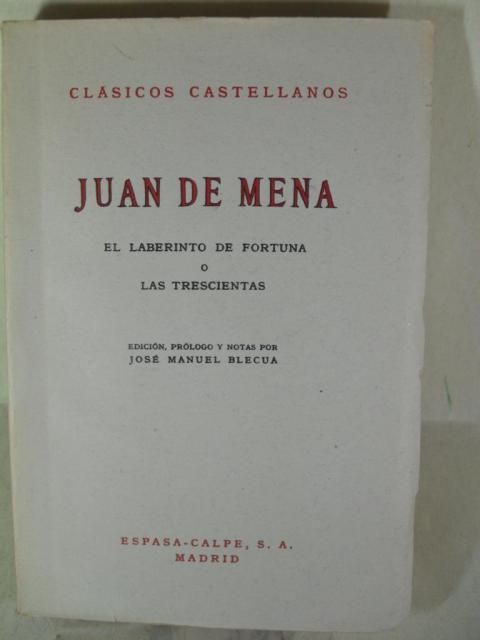 CLÁSICOS CASTELLANOS
JUAN DE MENA
EL LABERINTO DE FORTUNA
O
LAS TRESCIENTAS
EDICIÓN, PRÓLOGO Y NOTAS POR
JOSÉ MANUEL BLECUA
ESPASA-CALPE, S. A.
MADRID